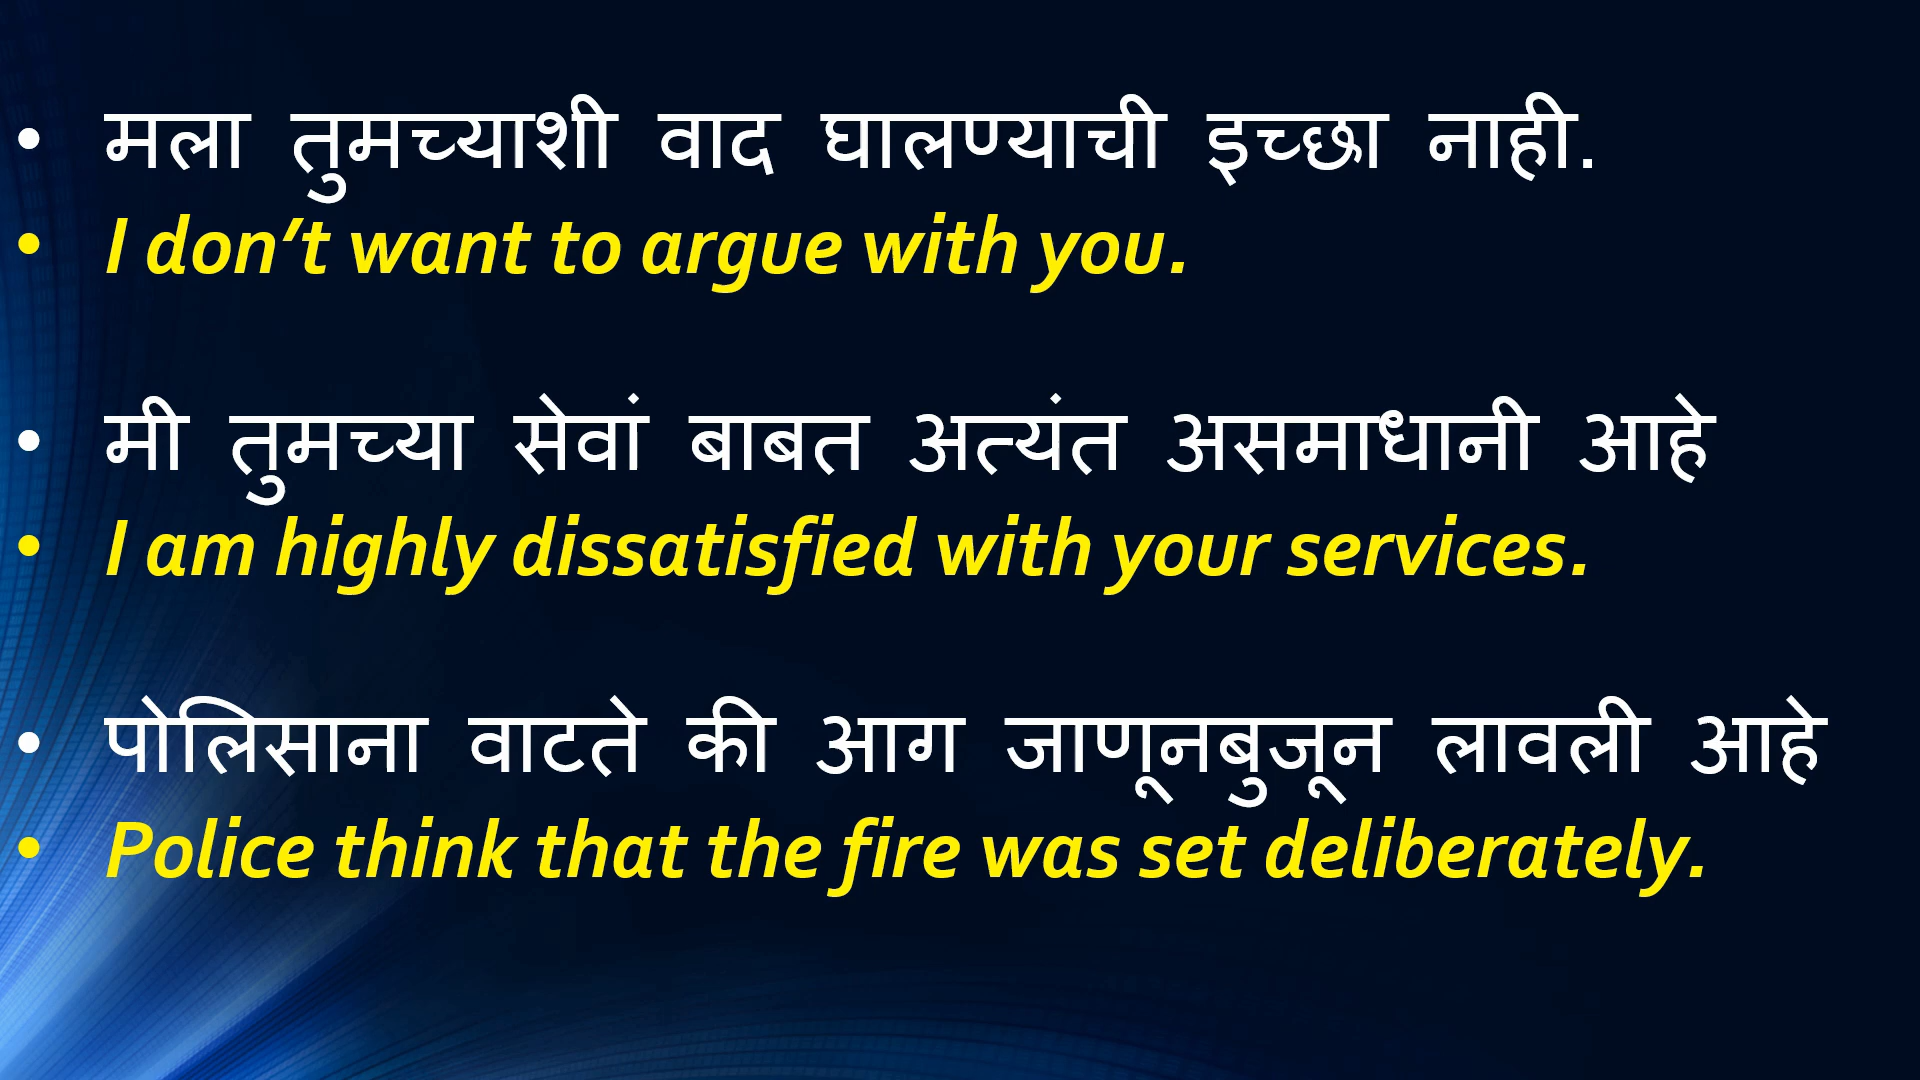 • मला तुमच्याशी वाद घालण्याची इच्छा नाही.
• I don’t want to argue with you.
• मी तुमच्या सेवां बाबत अत्यंत असमाधानी आहे
• I am highly dissatisfied with your services.
• पोलिसाना वाटते की आग जाणूनबुजून लावली आहे
• Police think that the fire was set deliberately.